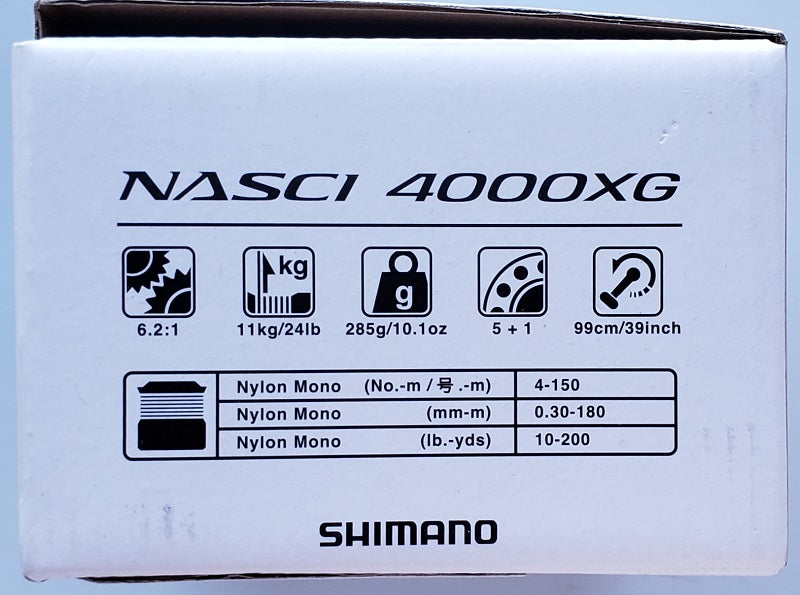 NASCI 4000XG
kg
g
6.2:1 11kg/24lb 285g/10.1oz 5 + 1 99cm/39inch
Nylon Mono (No.-m / 号 .-m) 4-150
Nylon Mono (mm-m) 0.30-180
Nylon Mono (lb.-yds) 10-200
SHIMANO